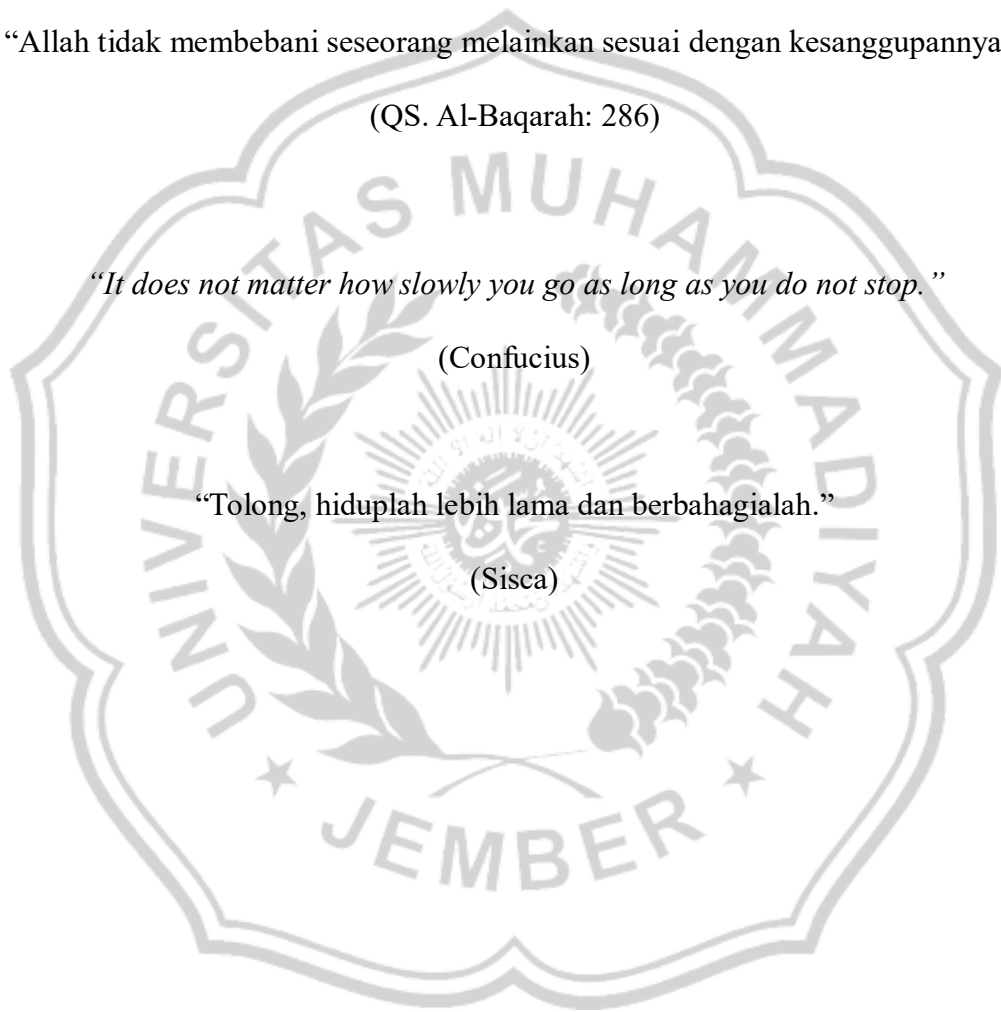 “Allah tidak membebani seseorang melainkan sesuai dengan kesanggupannya
(QS. Al-Baqarah: 286)
“It does not matter how slowly you go as long as you do not stop.”
(Confucius)
“Tolong, hiduplah lebih lama dan berbahagialah.”
(Sisca)
UNIVERSITAS MUHAMMADIYAH
JEMBER